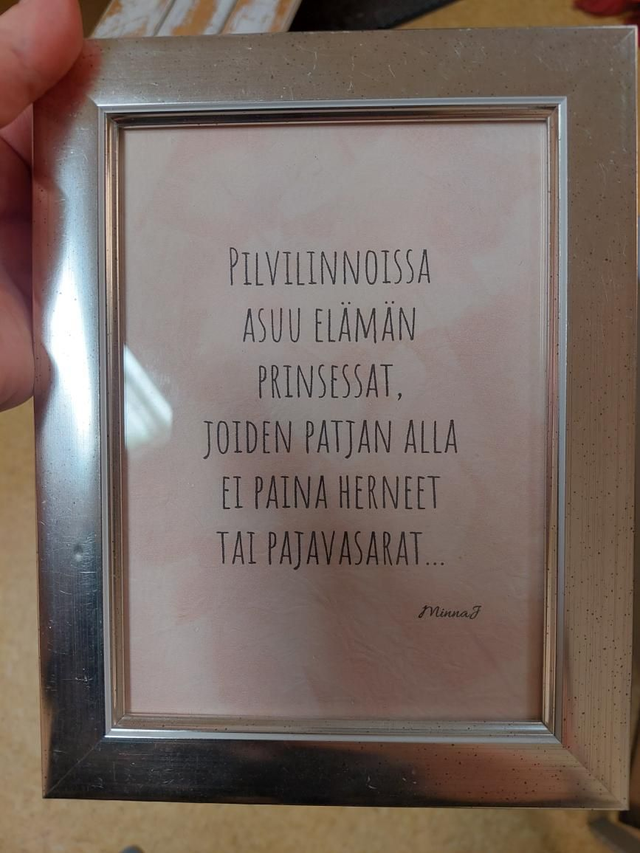 PILVILINNOISSA
ASUU ELÄMÄN
PRINSESSAT,
JOIDEN PATJAN ALLA
EI PAINA HERNEET
TAI PAJAVASARAT...
MinnaJ